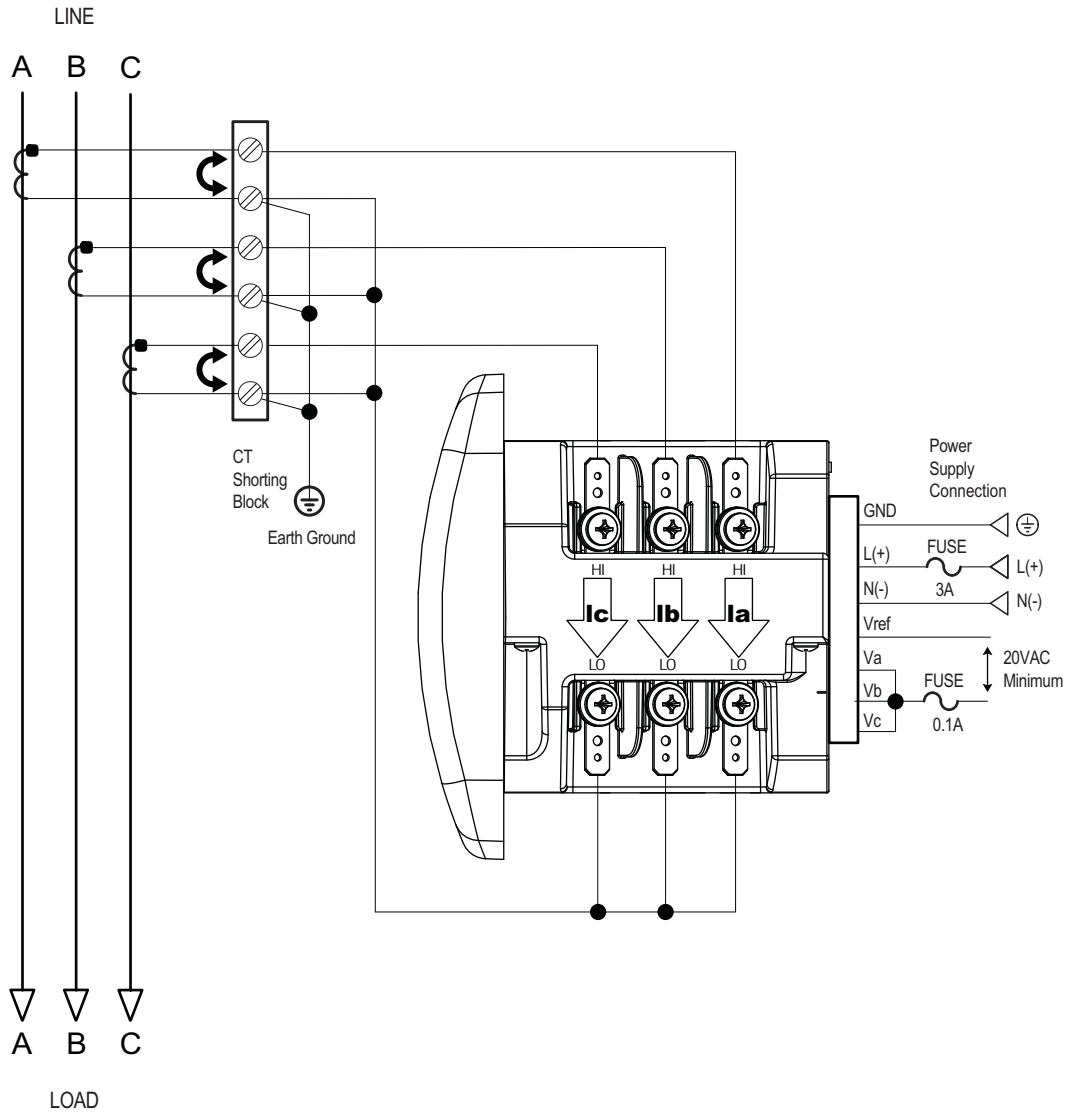 LINE
A B C
CT
Shorting
Block
Earth Ground
Power
Supply
Connection
GND
L(+) FUSE L(+)
3A
N(-) N(-)
Vref
Va
Vb
Vc
20VAC
Minimum
FUSE
0.1A
HI HI HI
Ic Ib Ia
LO LO LO
A B C
LOAD